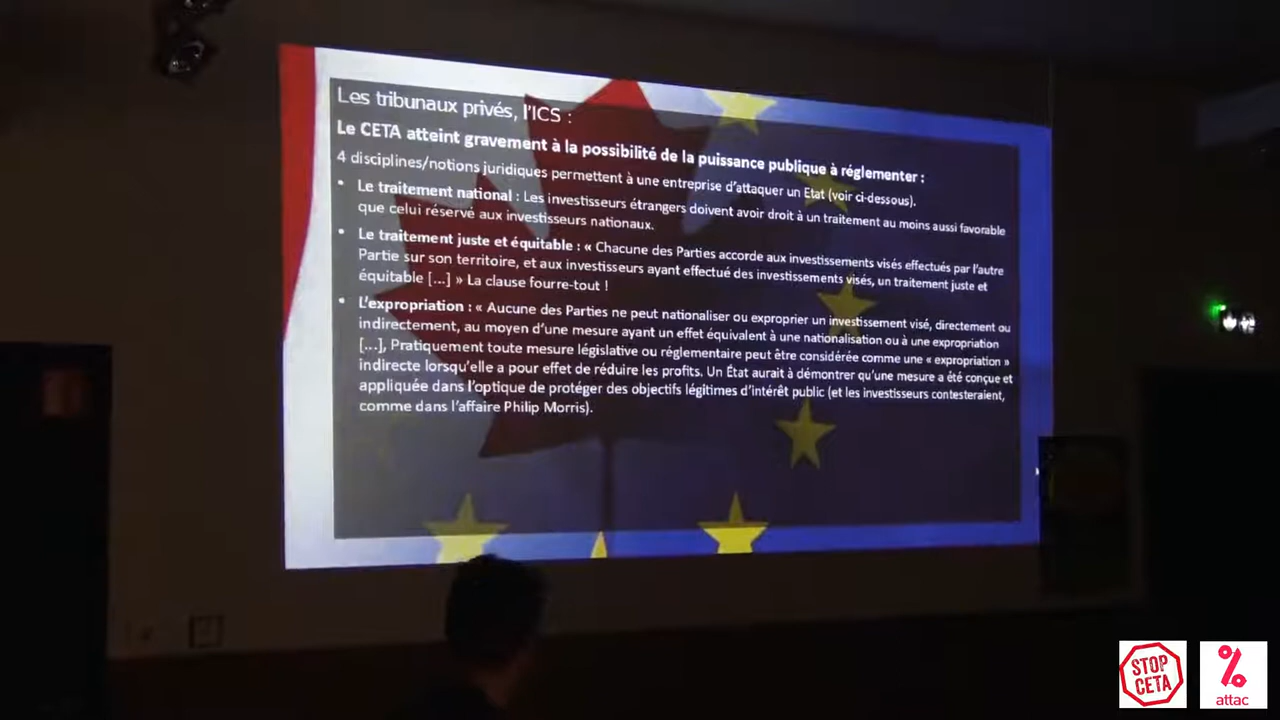 Les tribunaux privés, l'ICS :
Le CETA atteint gravement à la possibilité de la puissance publique à réglementer :
4 disciplines/notions juridiques permettent à une entreprise d'attaquer un Etat (voir ci-dessous).
• Le traitement national : Les investisseurs étrangers doivent avoir droit à un traitement au moins aussi favorable
que celui réservé aux investisseurs nationaux.
• Le traitement juste et équitable : « Chacune des Parties accorde aux investissements visés effectués par l'autre
Partie sur son territoire, et aux investisseurs ayant effectué des investissements visés, un traitement juste et
équitable [...] » La clause fourre-tout !
• L'expropriation : « Aucune des Parties ne peut nationaliser ou exproprier un investissement visé, directement ou
indirectement, au moyen d'une mesure ayant un effet équivalent à une nationalisation ou à une expropriation
[...], Pratiquement toute mesure législative ou réglementaire peut être considérée comme une « expropriation »
indirecte lorsqu'elle a pour effet de réduire les profits. Un État aurait à démontrer qu'une mesure a été conçue et
appliquée dans l'optique de protéger des objectifs légitimes d'intérêt public (et les investisseurs contesteraient,
comme dans l'affaire Philip Morris).
STOP
CETA
%
attac